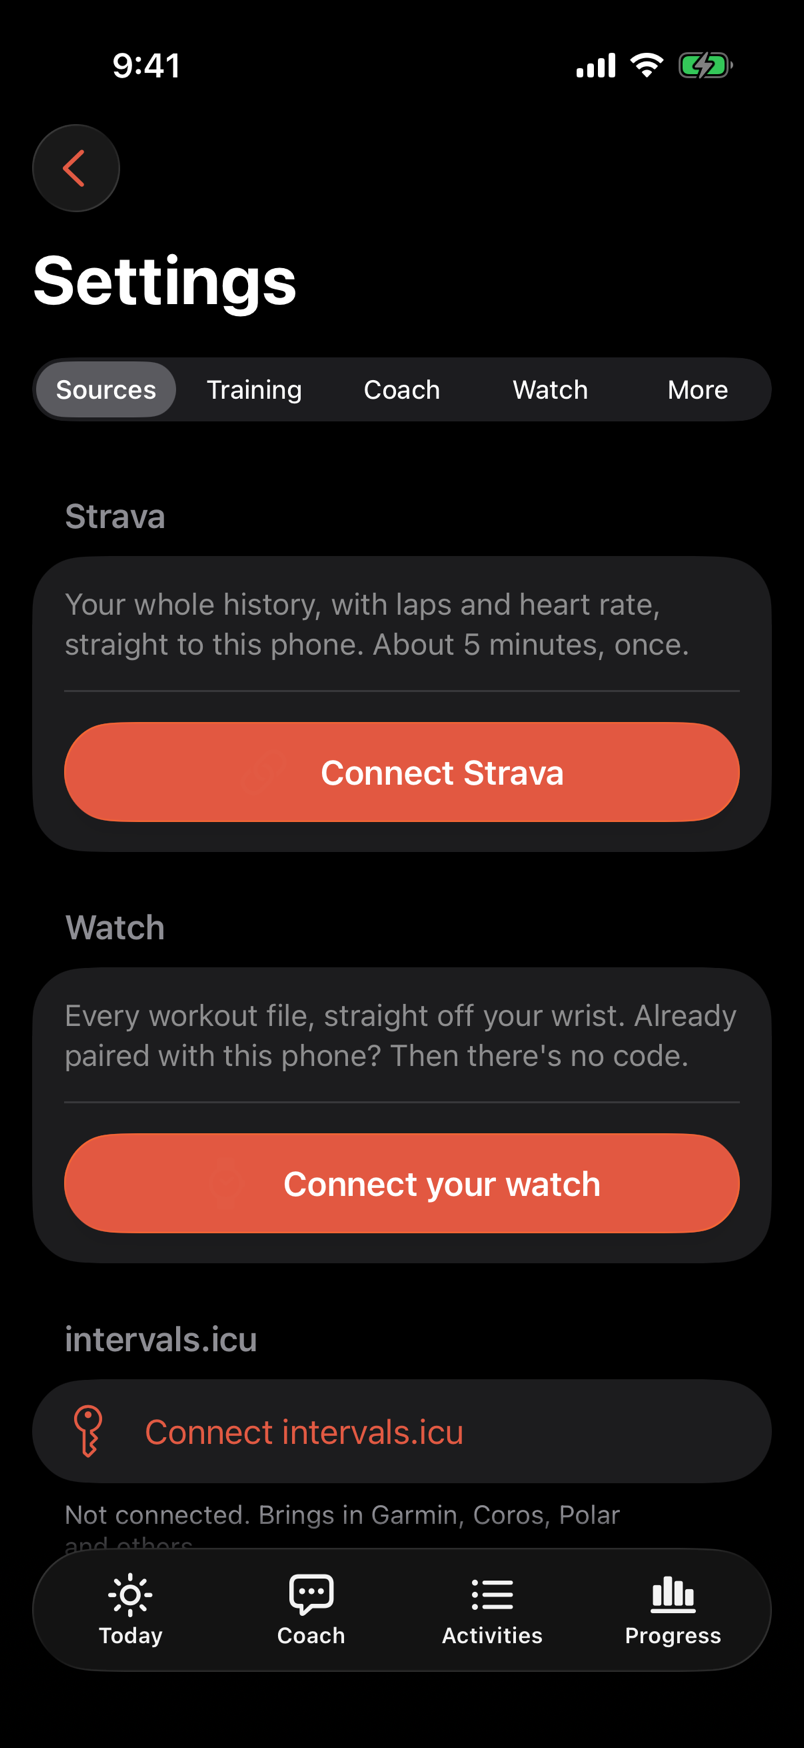 9:41
Settings
Sources
Training
Coach
Watch
More
Strava
Your whole history, with laps and heart rate,
straight to this phone. About 5 minutes, once.
Connect Strava
Watch
Every workout file, straight off your wrist. Already
paired with this phone? Then there's no code.
Connect your watch
intervals.icu
Connect intervals.icu
Not connected. Brings in Garmin, Coros, Polar
and others
Today
Coach
Activities
Progress